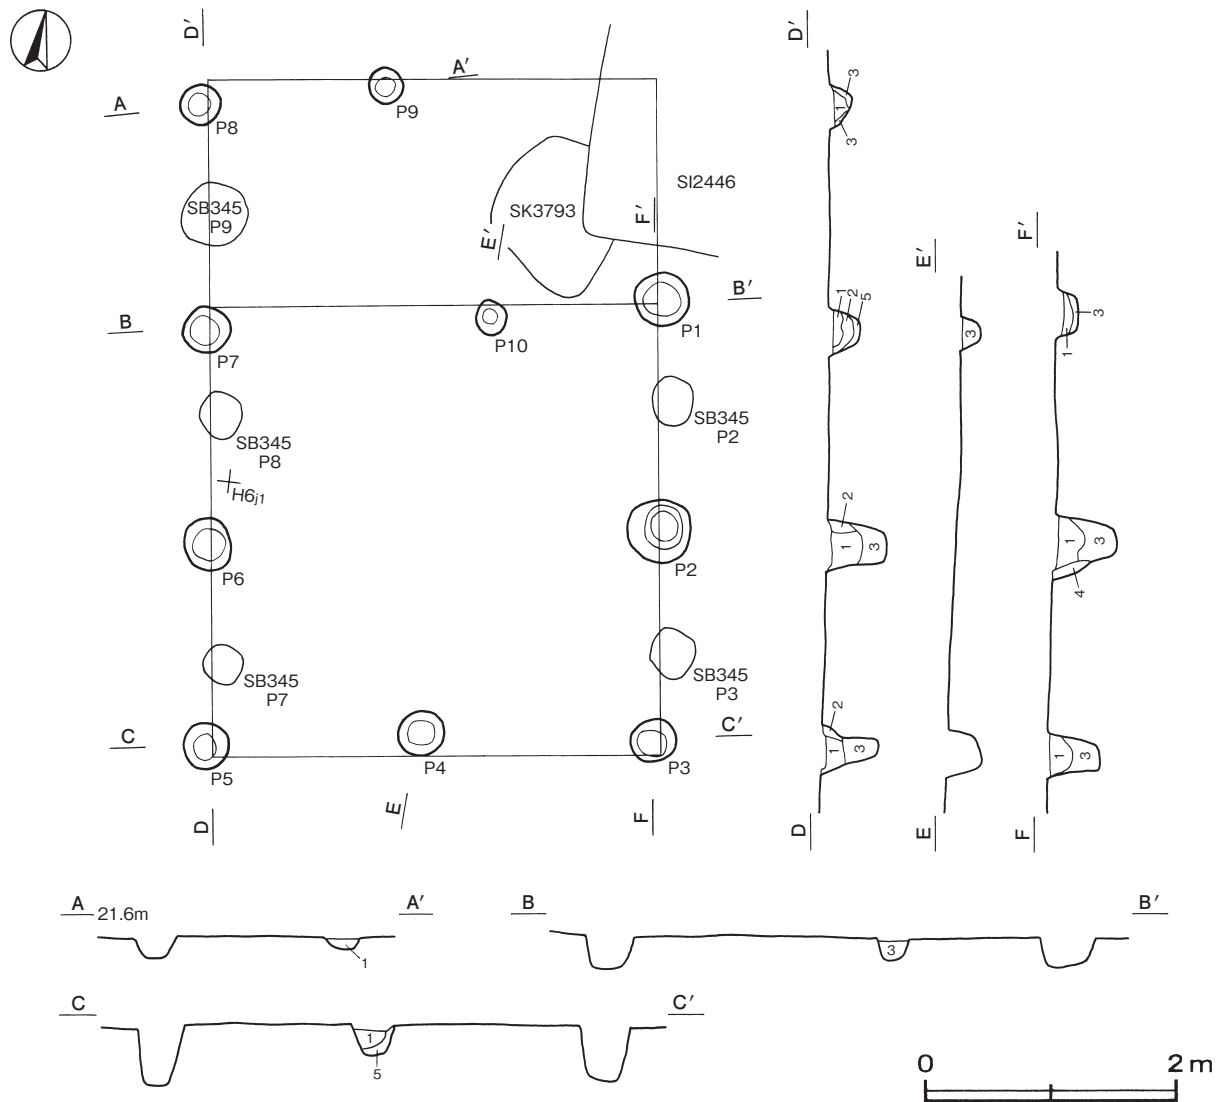 D′
A′
A
P8
P9
SB345
P9
SK3793
SI2446
F′
E′
B′
B
P7
P10
P1
SB345
P8
SB345
P2
H6j1
P6
P2
SB345
P7
SB345
P3
C
C′
P5
P4
P3
D
E
F
D′
3
1
3
1
2
5
2
1
3
2
1
3
D
E′
3
E
F′
3
1
1
3
4
1
3
F
A 21.6m
A′
1
B
B′
3
C
C′
1
5
0
2 m